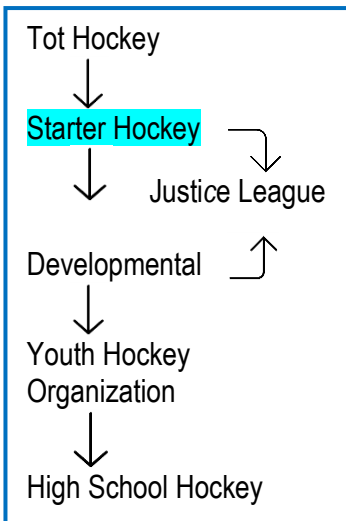 Tot Hockey
Starter Hockey
Justice League
Developmental
Youth Hockey
Organization
High School Hockey